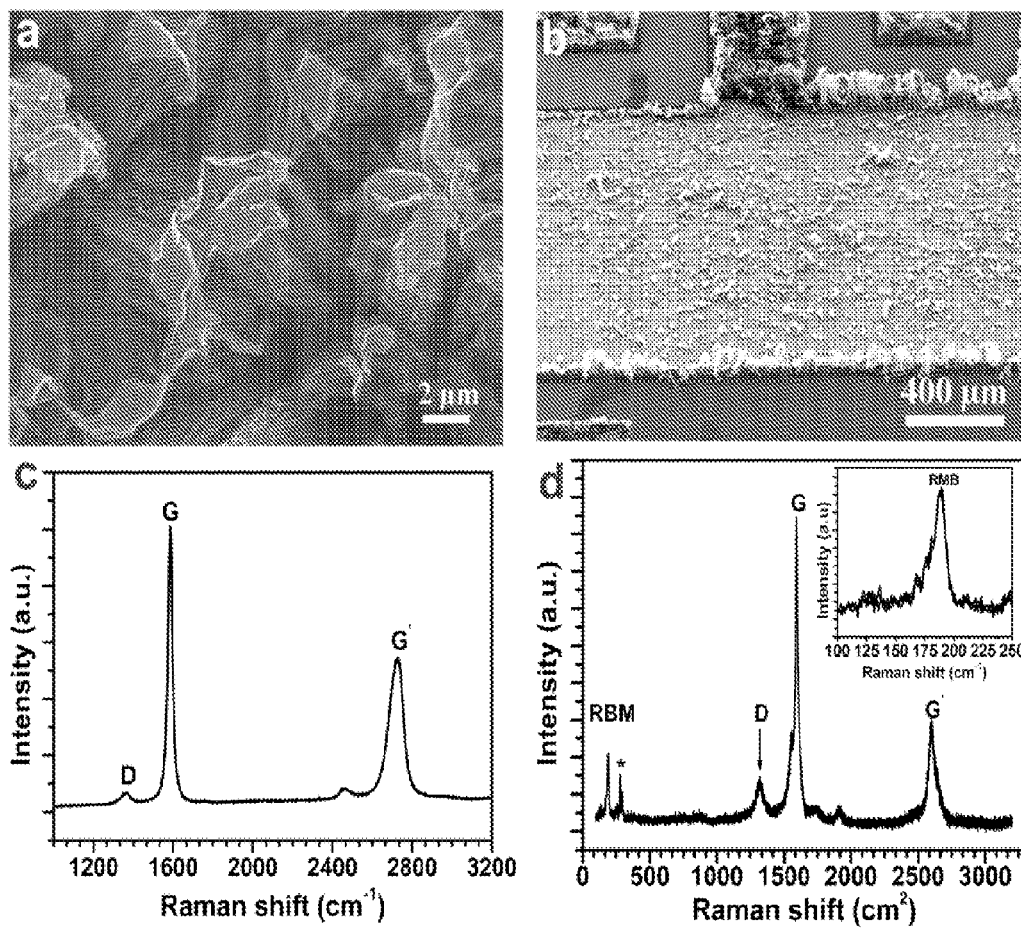 a
2 µm
b
400 µm
c
G
D
G'
Intensity (a.u.)
1200 1600 2000 2400 2800 3200
Raman shift (cm-1)
d
G
RBM
*
D
G'
Intensity (a.u.)
0 500 1000 1500 2000 2500 3000
Raman shift (cm2)
RMB
Intensity (a.u)
100 125 150 175 200 225 250
Raman shift (cm-1)